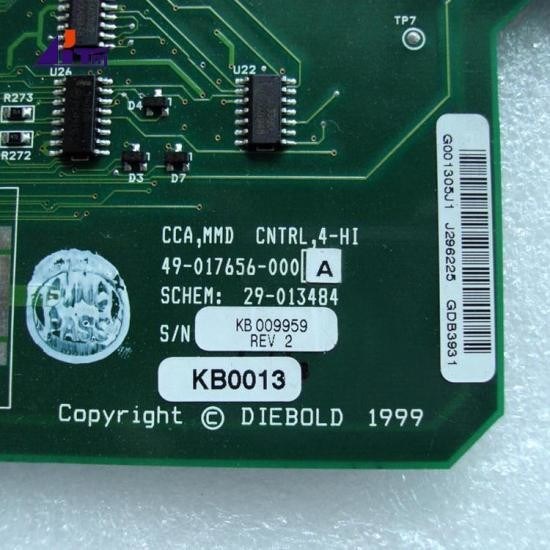 TP7
U26
U22
R273
D4
R272
D3
D7
G001305J1 J296225 GDB3931
CCA,MMD CNTRL,4-HI
49-017656-000 A
SCHEM: 29-013484
S/N
KB 009959
REV 2
KB0013
Copyright © DIEBOLD 1999